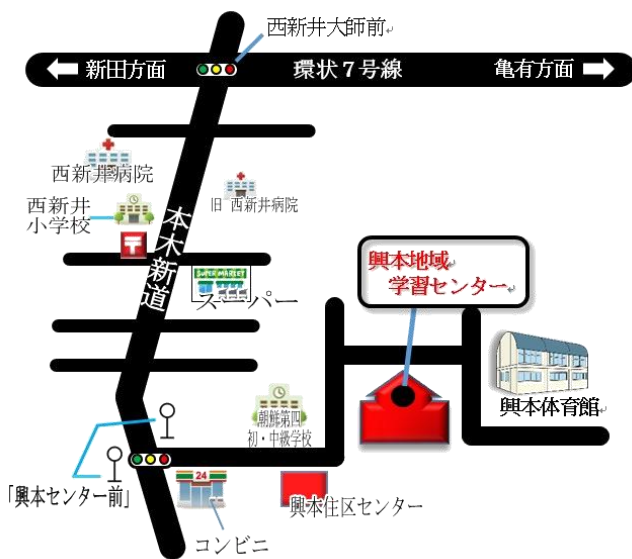 西新井大師前
新田方面
環状７号線
亀有方面
西新井病院
旧 西新井病院
西新井
小学校
〒
本木新道
SUPER MARKET
スーパー
興本地域
学習センター
興本体育館
朝鮮第四
初・中級学校
「興本センター前」
24
コンビニ
興本住区センター